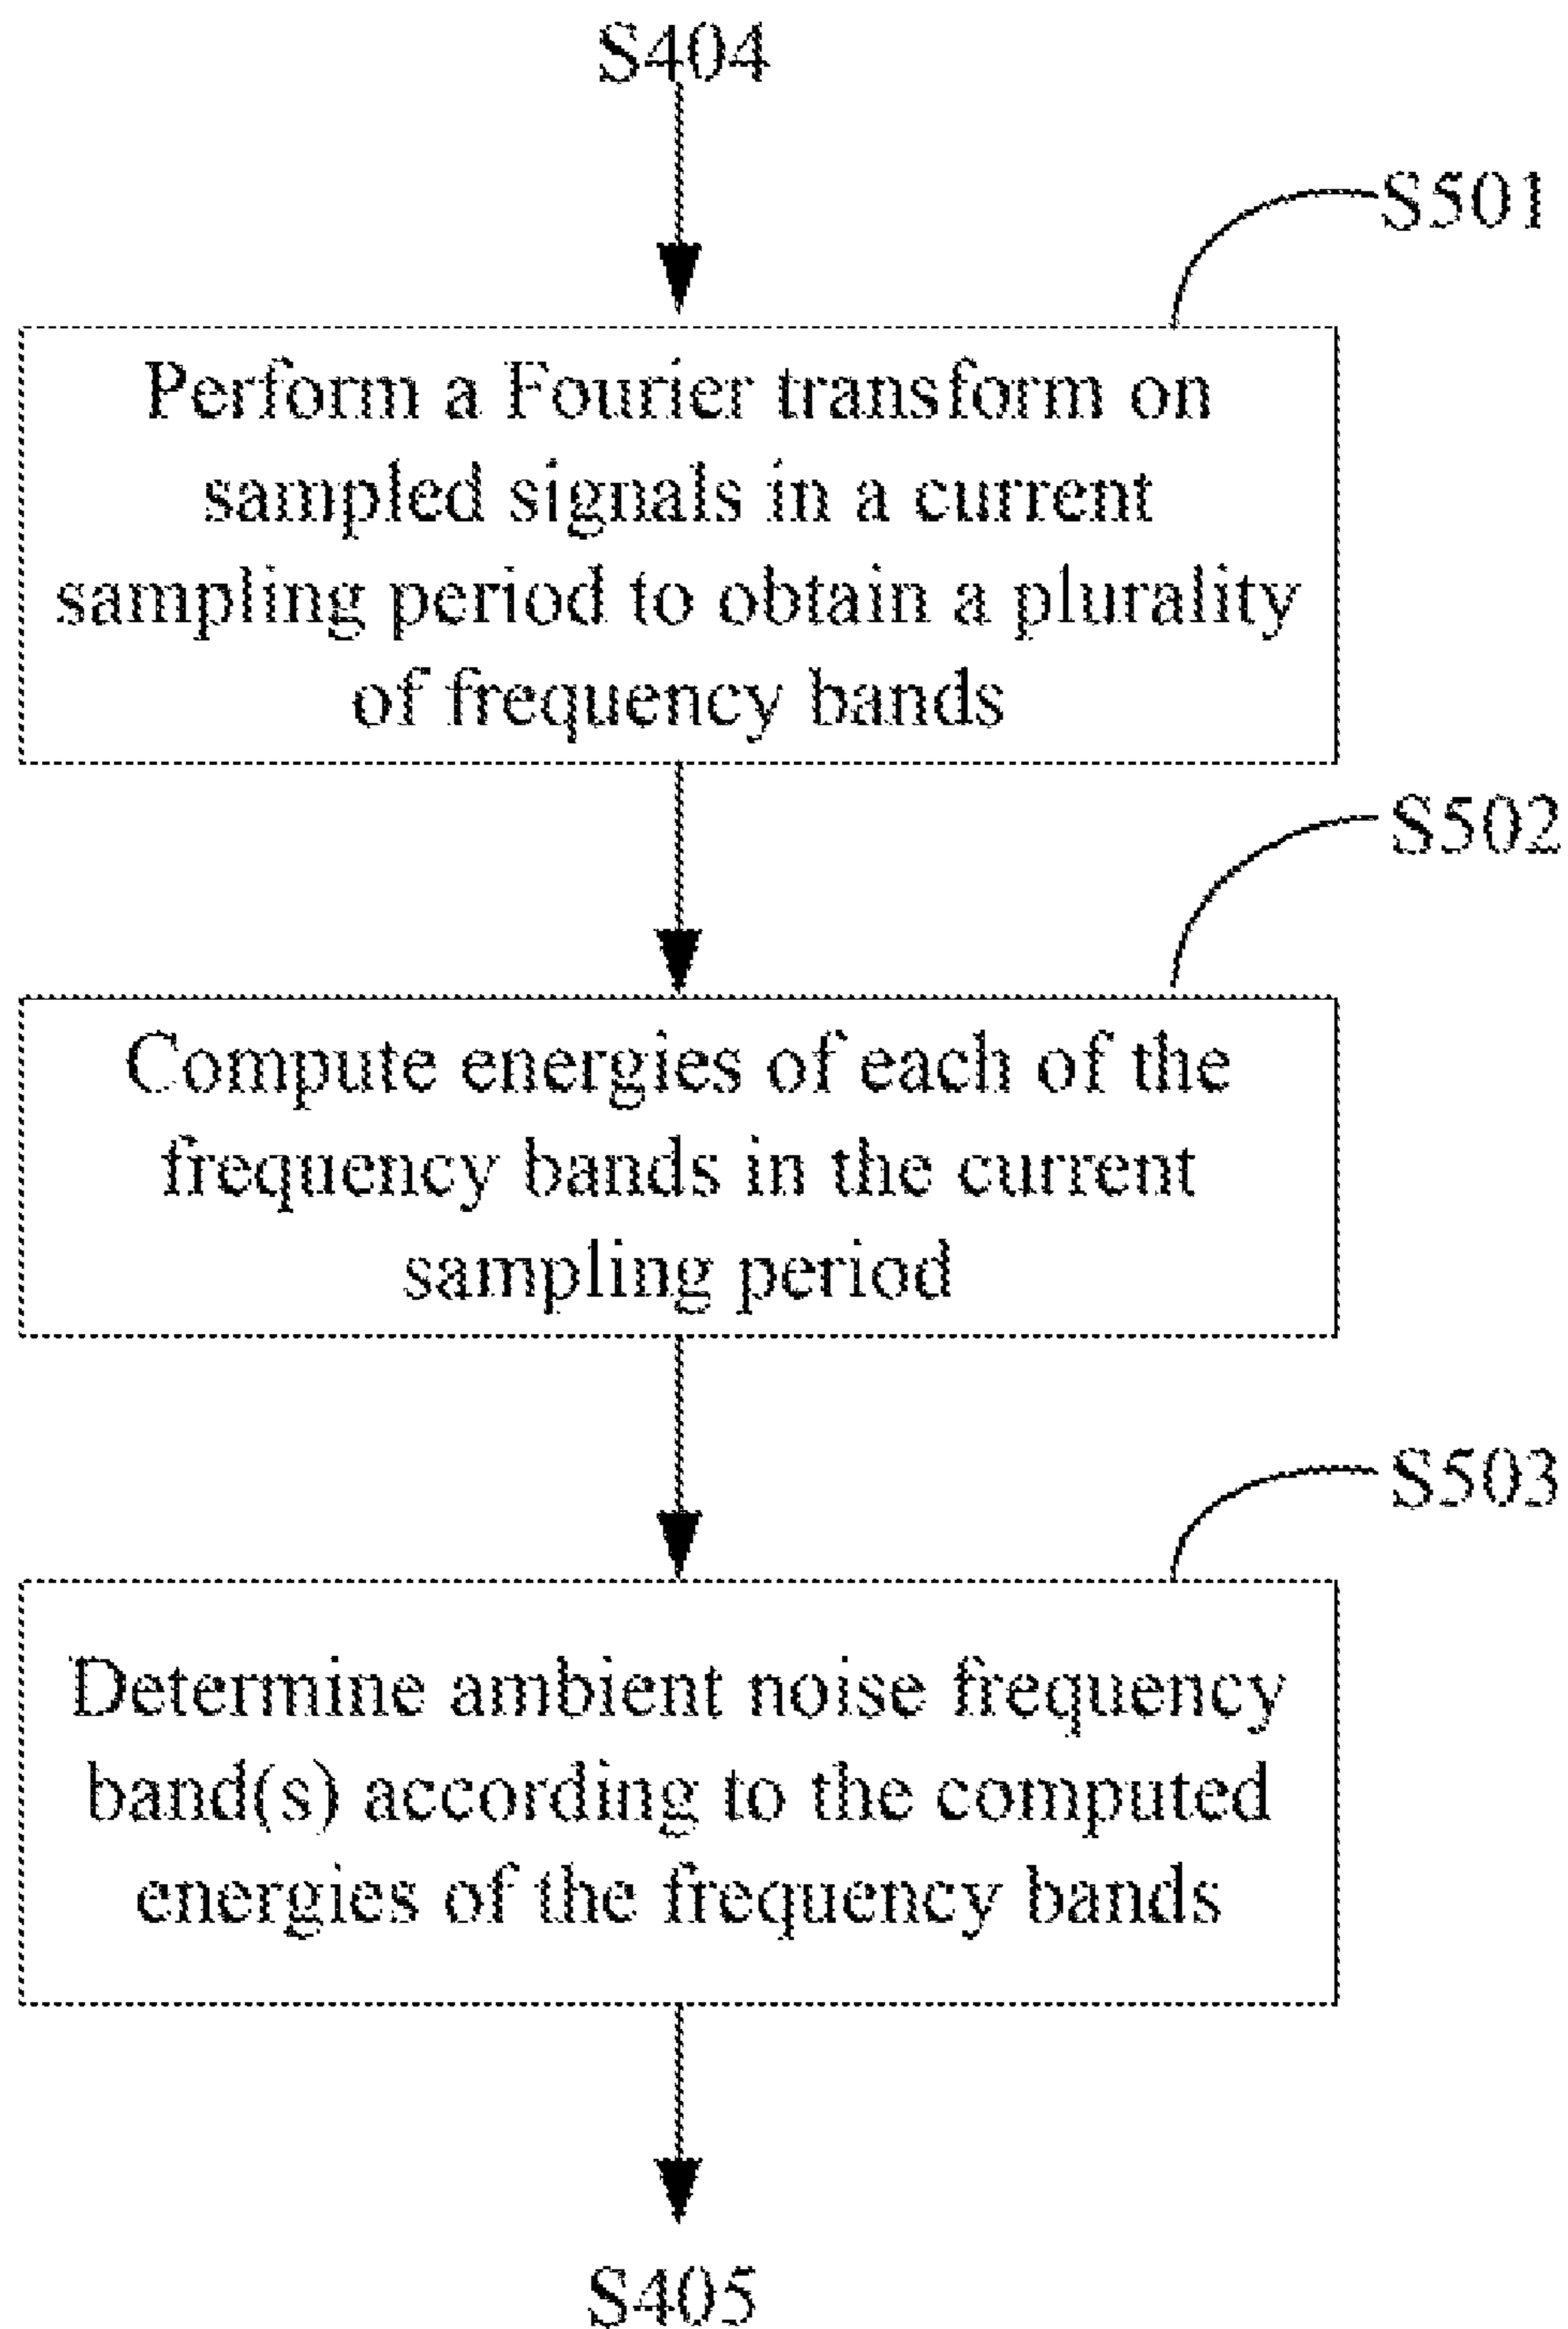 S404
S501
Perform a Fourier transform on
sampled signals in a current
sampling period to obtain a plurality
of frequency bands
S502
Compute energies of each of the
frequency bands in the current
sampling period
S503
Determine ambient noise frequency
band(s) according to the computed
energies of the frequency bands
S405